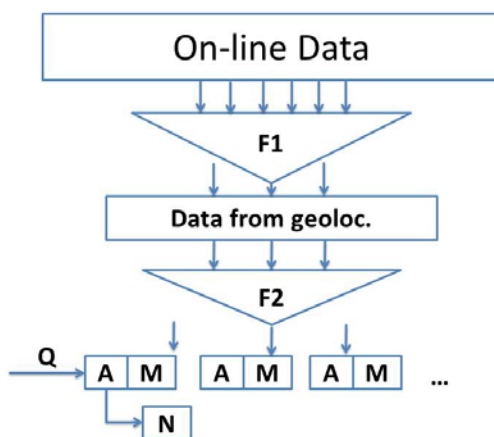 On-line Data
F1
Data from geoloc.
F2
Q
A M A M A M ...
N